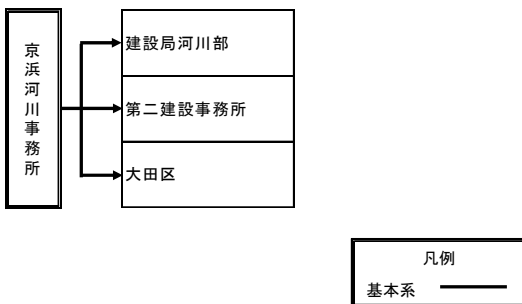 京浜河川事務所
建設局河川部
第二建設事務所
大田区
凡例
基本系